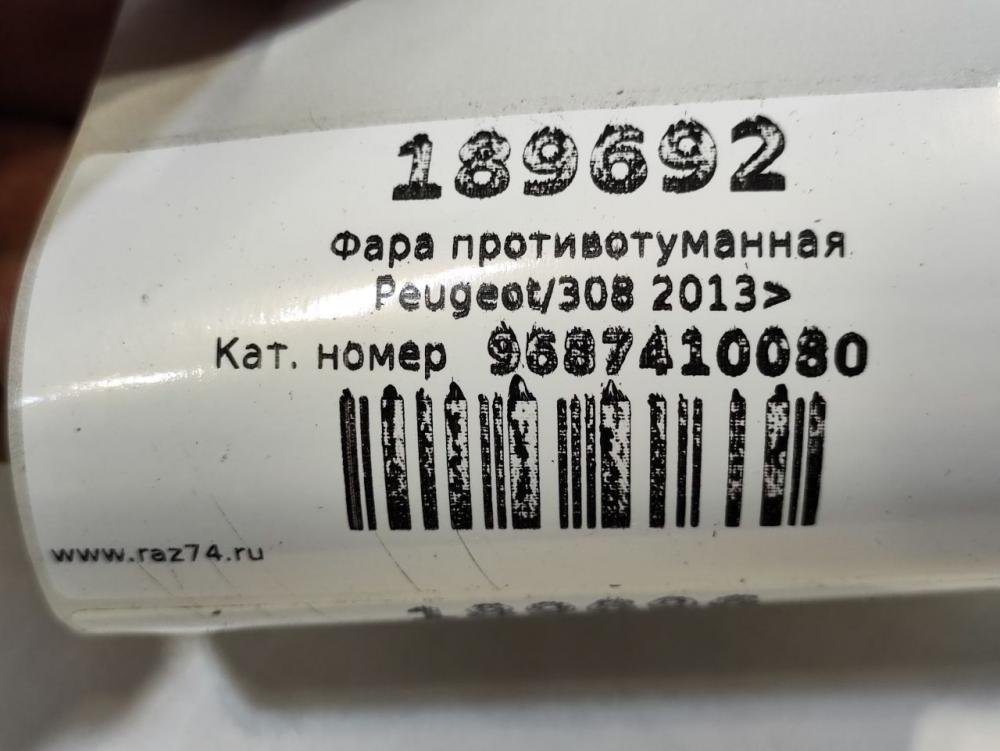 189692
Фара противотуманная
Peugeot/308 2013>
Кат. номер 9687410080
www.raz74.ru